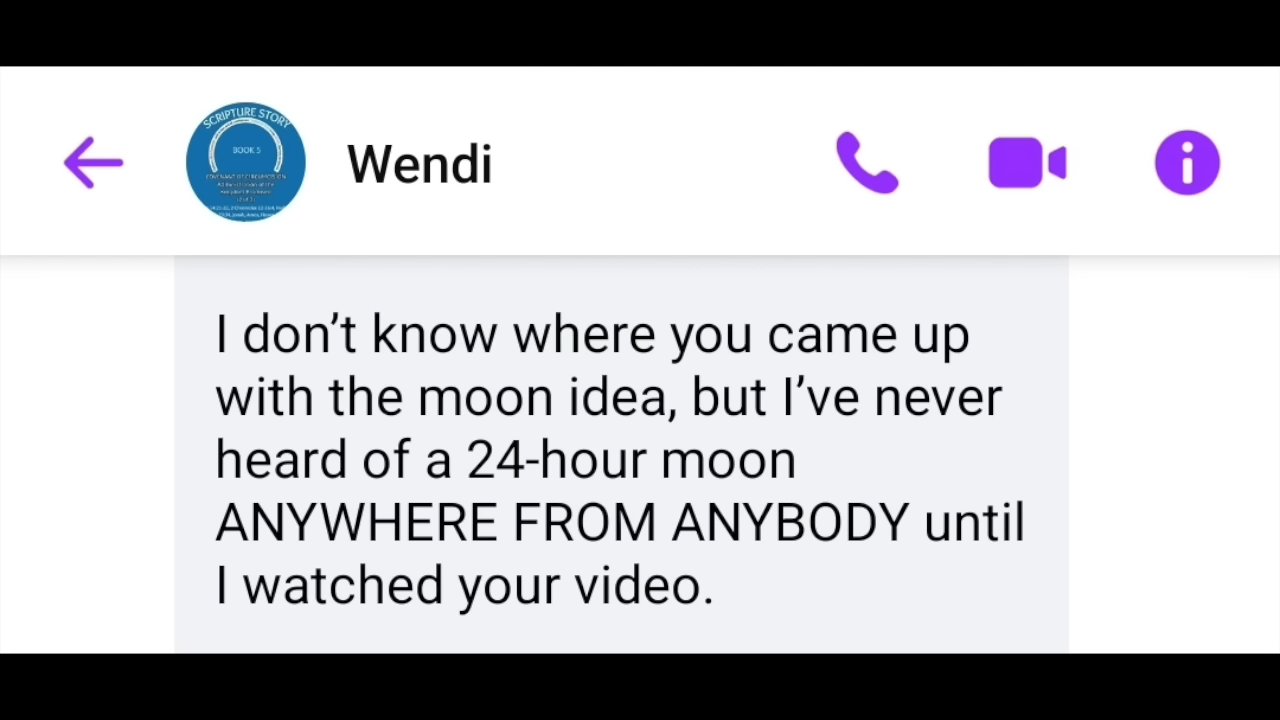 SCRIPTURE STORY
BOOK 5
Wendi
I don’t know where you came up
with the moon idea, but I’ve never
heard of a 24-hour moon
ANYWHERE FROM ANYBODY until
I watched your video.